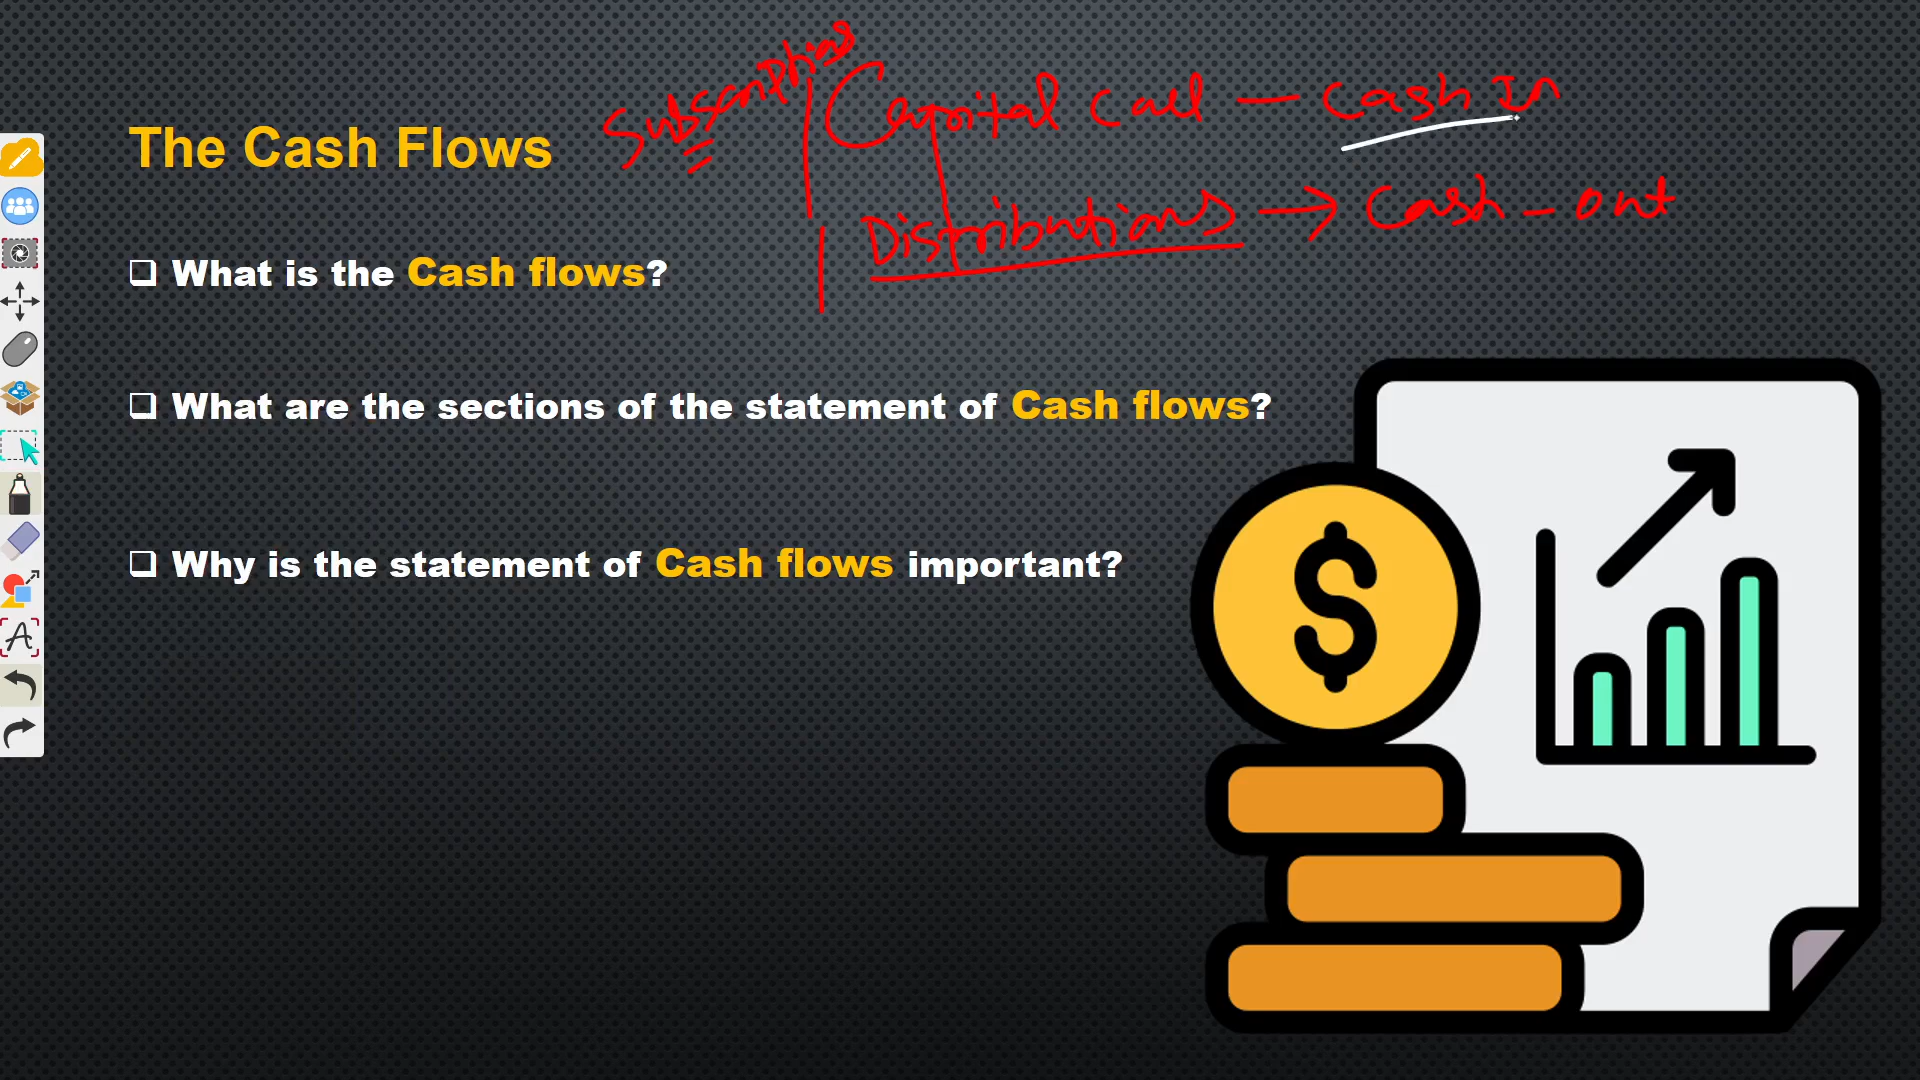 Subscriptions
Capital Call — Cash In
Distributions → Cash - out
The Cash Flows
❑ What is the Cash flows?
❑ What are the sections of the statement of Cash flows?
❑ Why is the statement of Cash flows important?
$